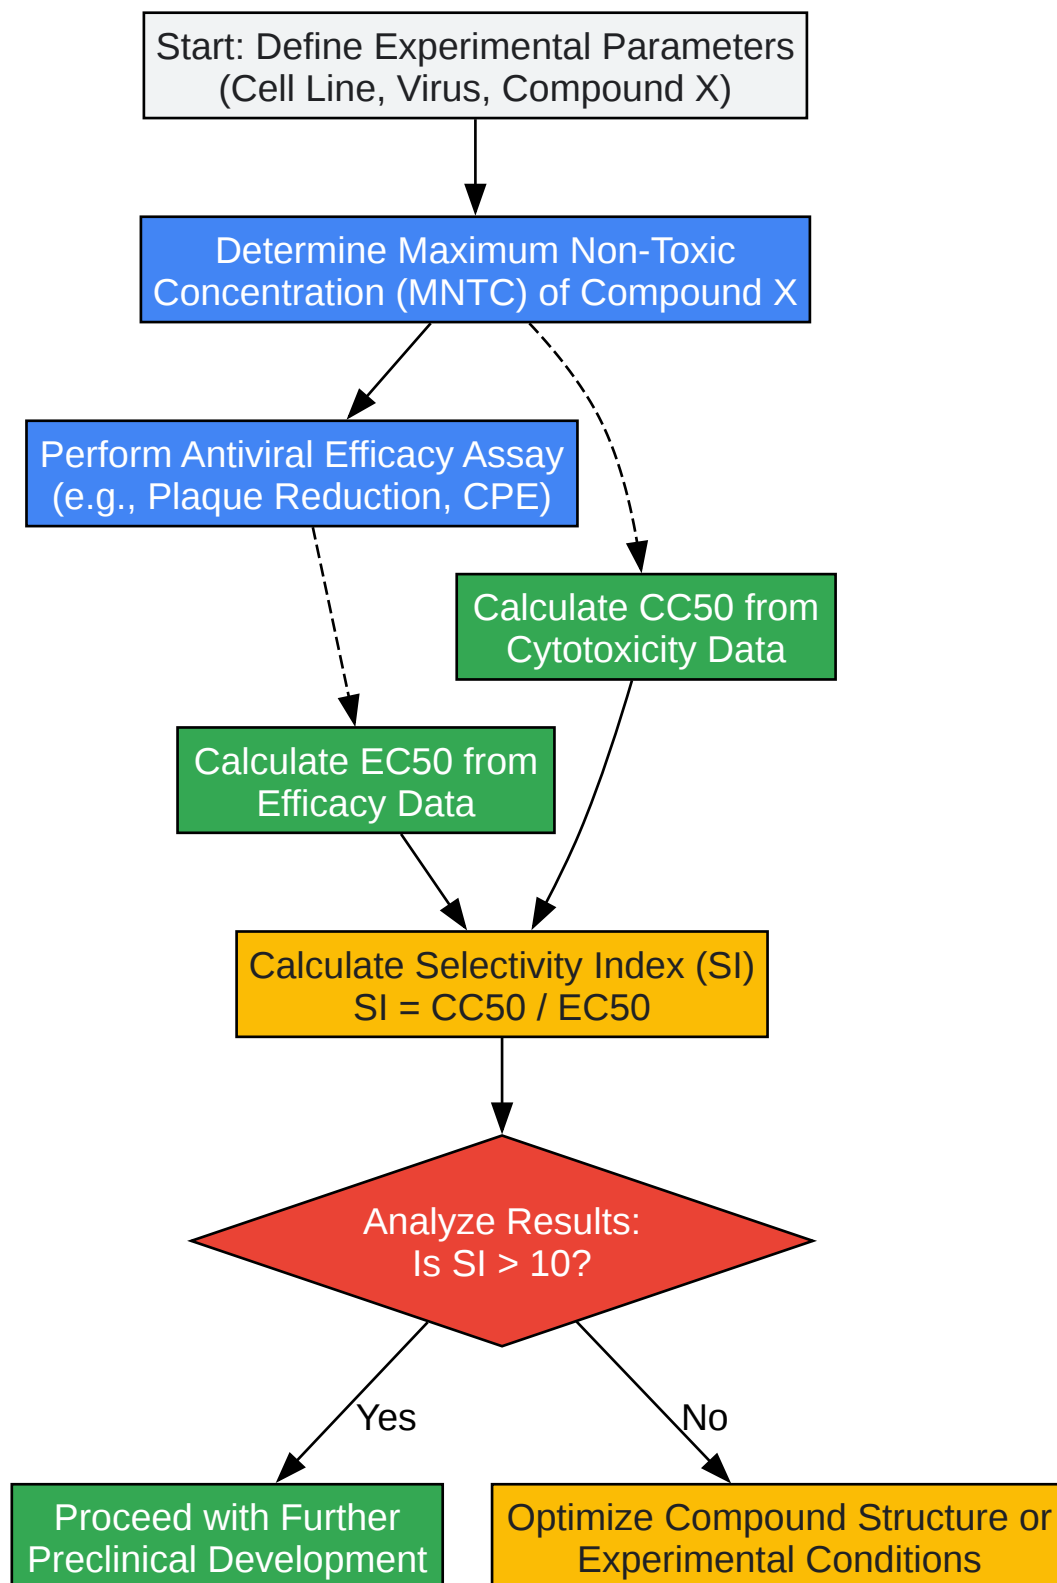 Start: Define Experimental Parameters
(Cell Line, Virus, Compound X)
Determine Maximum Non-Toxic
Concentration (MNTC) of Compound X
Perform Antiviral Efficacy Assay
(e.g., Plaque Reduction, CPE)
Calculate CC50 from
Cytotoxicity Data
Calculate EC50 from
Efficacy Data
Calculate Selectivity Index (SI)
SI = CC50 / EC50
Analyze Results:
Is SI > 10?
Yes
No
Proceed with Further
Preclinical Development
Optimize Compound Structure or
Experimental Conditions